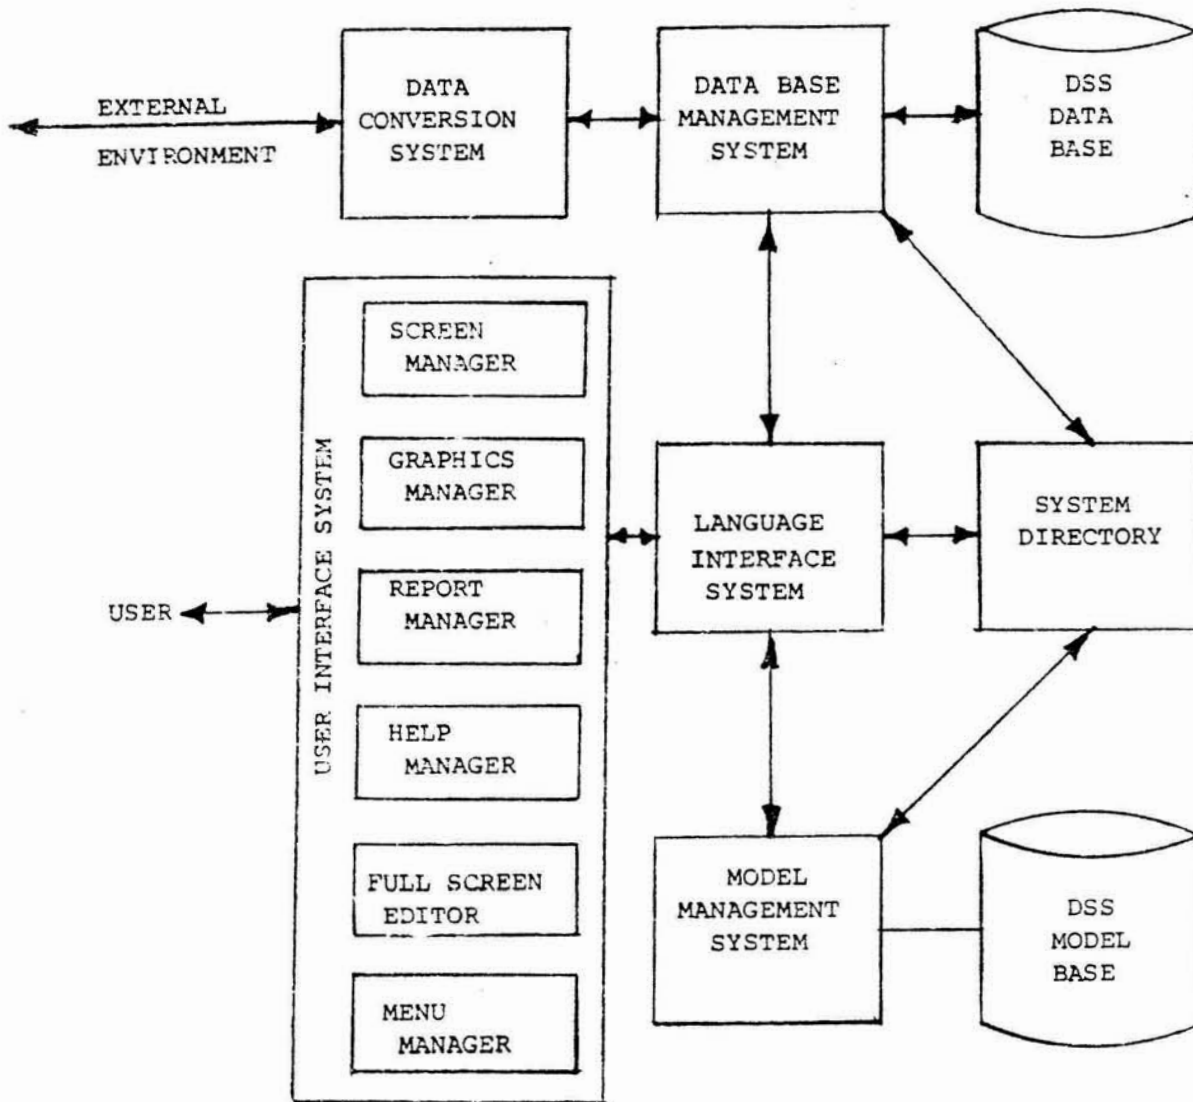 EXTERNAL
ENVIRONMENT
DATA
CONVERSION
SYSTEM
DATA BASE
MANAGEMENT
SYSTEM
DSS
DATA
BASE
USER
USER INTERFACE SYSTEM
SCREEN
MANAGER
GRAPHICS
MANAGER
REPORT
MANAGER
HELP
MANAGER
FULL SCREEN
EDITOR
MENU
MANAGER
LANGUAGE
INTERFACE
SYSTEM
SYSTEM
DIRECTORY
MODEL
MANAGEMENT
SYSTEM
DSS
MODEL
BASE